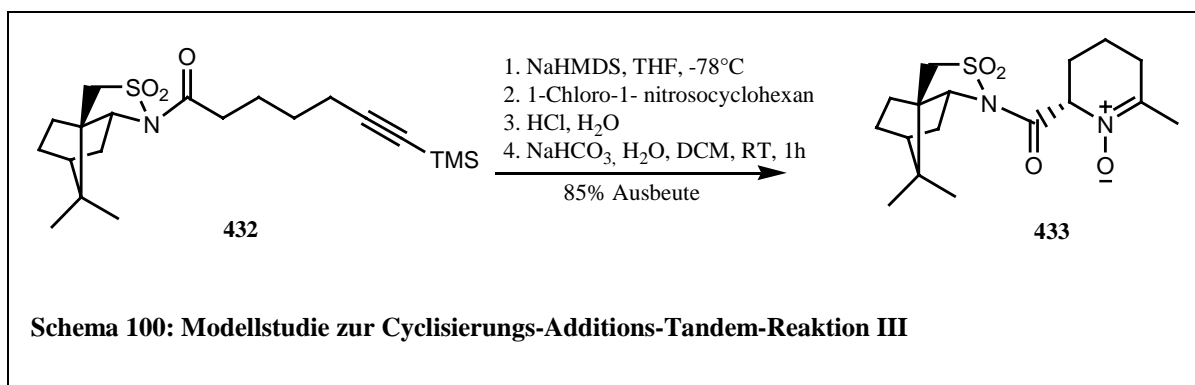 O
SO2
N
TMS
432
1. NaHMDS, THF, -78°C
2. 1-Chloro-1- nitrosocyclohexan
3. HCl, H2O
4. NaHCO3, H2O, DCM, RT, 1h
85% Ausbeute
SO2
N
O
N+
O
–
433
Schema 100: Modellstudie zur Cyclisierungs-Additions-Tandem-Reaktion III